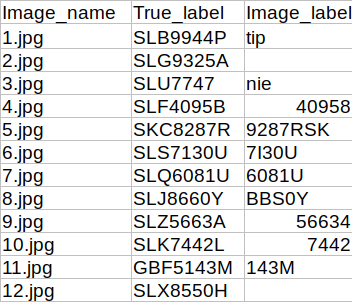 Image_name True_label Image_label
1.jpg SLB9944P tip
2.jpg SLG9325A
3.jpg SLU7747 nie
4.jpg SLF4095B 40958
5.jpg SKC8287R 9287RSK
6.jpg SLS7130U 7I30U
7.jpg SLQ6081U 6081U
8.jpg SLJ8660Y BBS0Y
9.jpg SLZ5663A 56634
10.jpg SLK7442L 7442
11.jpg GBF5143M 143M
12.jpg SLX8550H